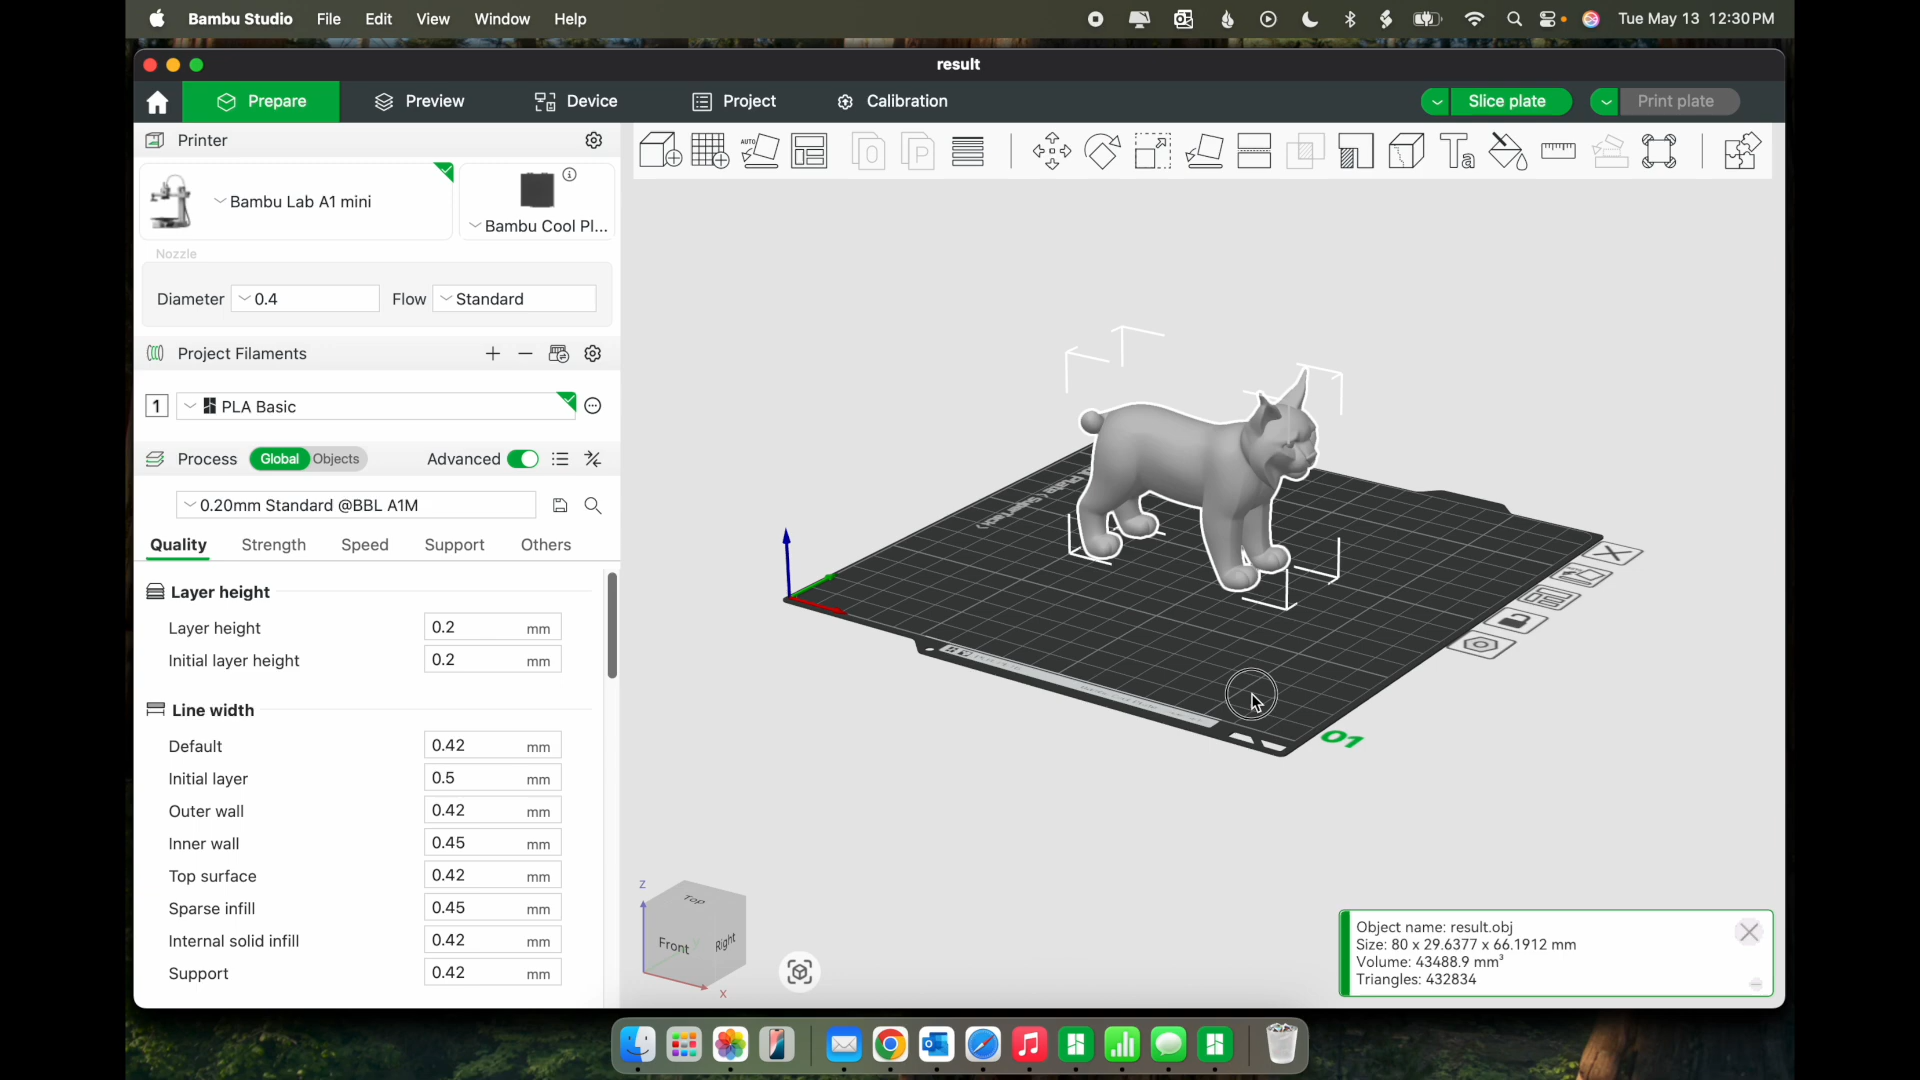 Bambu Studio File Edit View Window Help Tue May 13 12:30 PM
result
Prepare Preview Device Project Calibration Slice plate Print plate
Printer
Bambu Lab A1 mini
Bambu Cool Pl...
Nozzle
Diameter 0.4 Flow Standard
Project Filaments
1 PLA Basic
Process Global Objects Advanced
0.20mm Standard @BBL A1M
Quality Strength Speed Support Others
Layer height
Layer height 0.2 mm
Initial layer height 0.2 mm
Line width
Default 0.42 mm
Initial layer 0.5 mm
Outer wall 0.42 mm
Inner wall 0.45 mm
Top surface 0.42 mm
Sparse infill 0.45 mm
Internal solid infill 0.42 mm
Support 0.42 mm
AUTO
O
P
Ta
01
Z
Top
Front
Right
X
Object name: result.obj
Size: 80 x 29.6377 x 66.1912 mm
Volume: 43488.9 mm³
Triangles: 432834